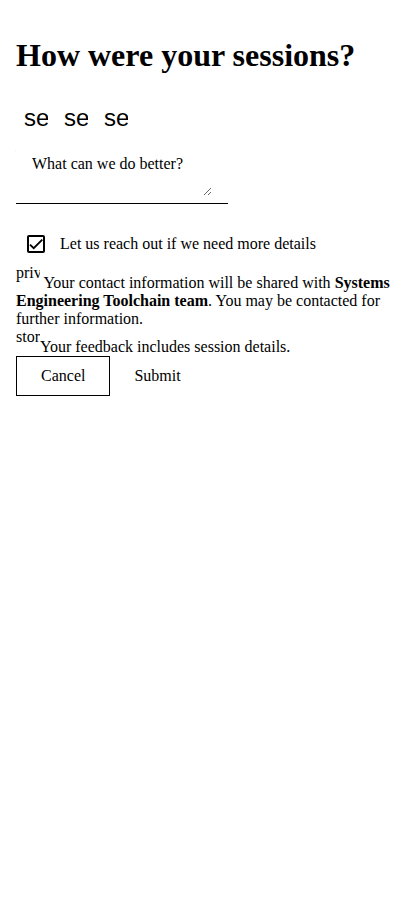 How were your sessions?
se se se
What can we do better?
Let us reach out if we need more details
priv Your contact information will be shared with Systems
Engineering Toolchain team. You may be contacted for
further information.
stor Your feedback includes session details.
Cancel Submit